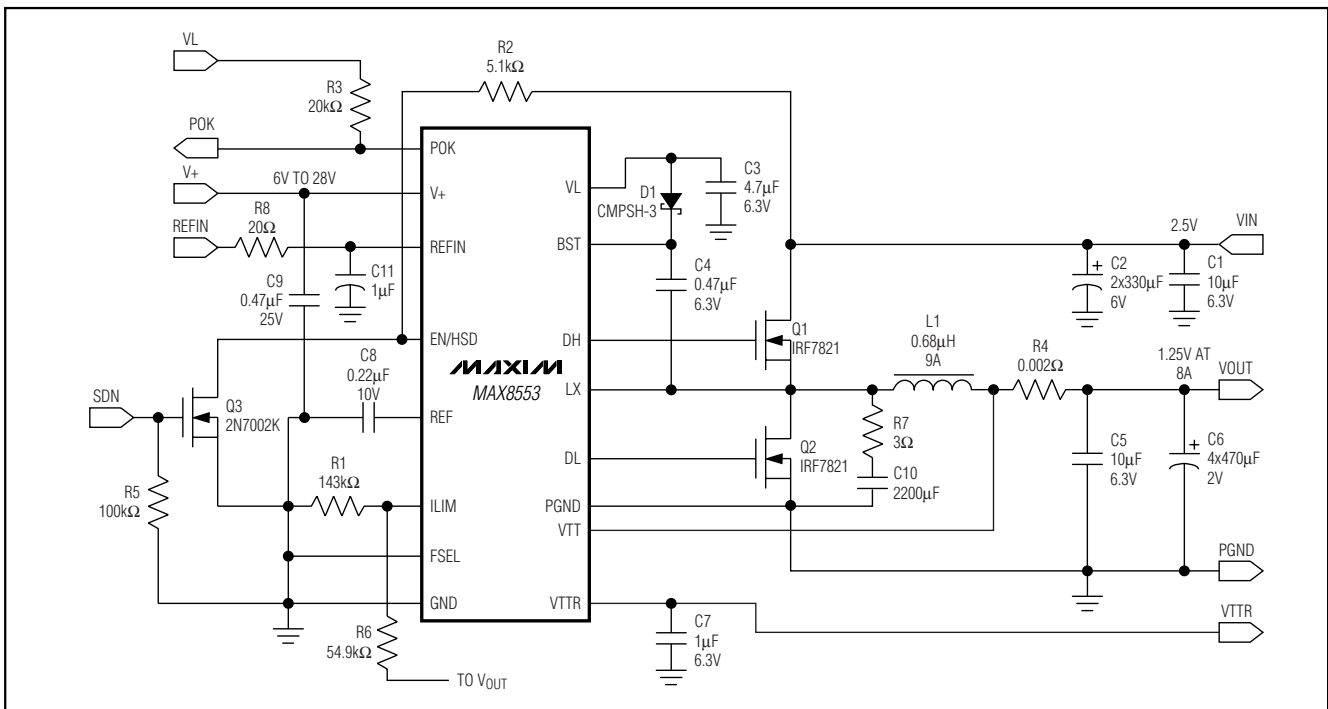 VL
R3
20kΩ
POK
V+
6V TO 28V
REFIN
R8
20Ω
C11
1µF
C9
0.47µF
25V
C8
0.22µF
10V
SDN
Q3
2N7002K
R5
100kΩ
R1
143kΩ
R6
54.9kΩ
TO VOUT
R2
5.1kΩ
POK
V+
REFIN
EN/HSD
REF
ILIM
FSEL
GND
MAXIM
MAX8553
VL
BST
DH
LX
DL
PGND
VTT
VTTR
D1
CMPSH-3
C3
4.7µF
6.3V
C4
0.47µF
6.3V
Q1
IRF7821
Q2
IRF7821
L1
0.68µH
9A
R4
0.002Ω
R7
3Ω
C10
2200µF
2.5V
VIN
C2
2x330µF
6V
+
C1
10µF
6.3V
1.25V AT
8A
VOUT
C5
10µF
6.3V
+
C6
4x470µF
2V
PGND
C7
1µF
6.3V
VTTR